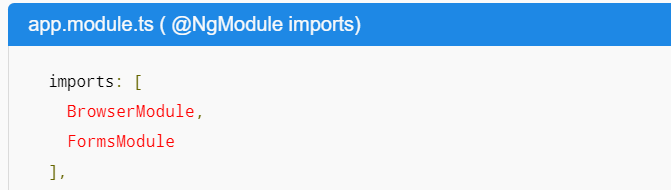 app.module.ts ( @NgModule imports)
imports: [
BrowserModule,
FormsModule
],